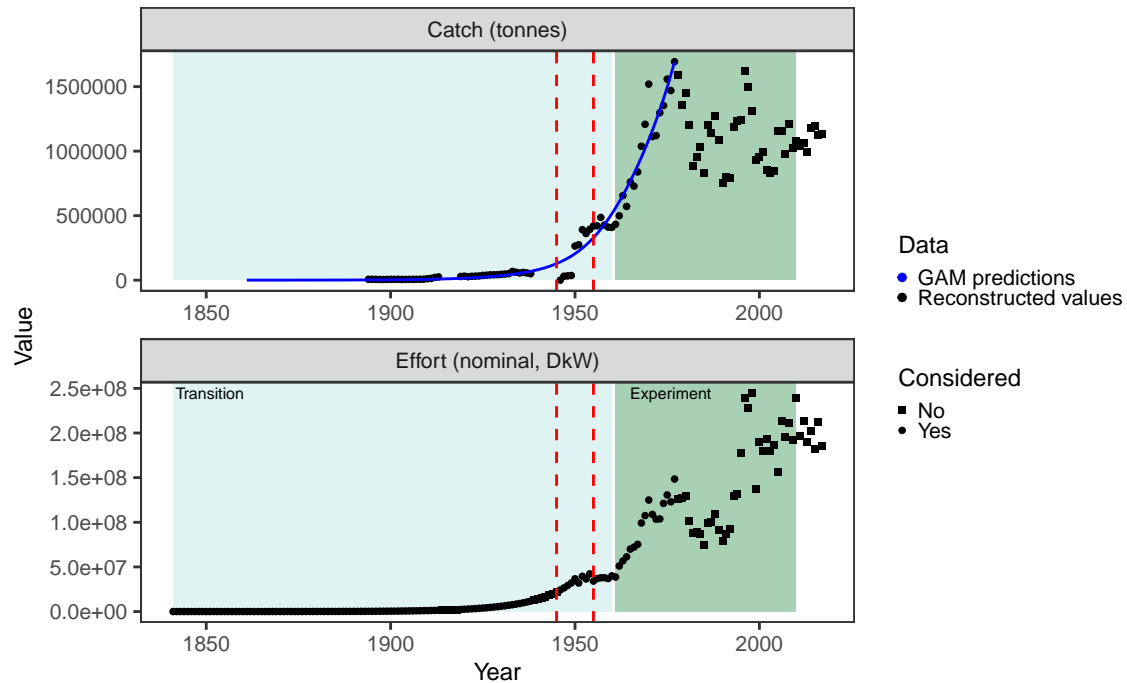 Catch (tonnes)
1500000
1000000
500000
0
1850
1900
1950
2000
Value
Effort (nominal, DkW)
Transition
Experiment
2.5e+08
2.0e+08
1.5e+08
1.0e+08
5.0e+07
0.0e+00
1850
1900
1950
2000
Year
Data
GAM predictions
Reconstructed values
Considered
No
Yes